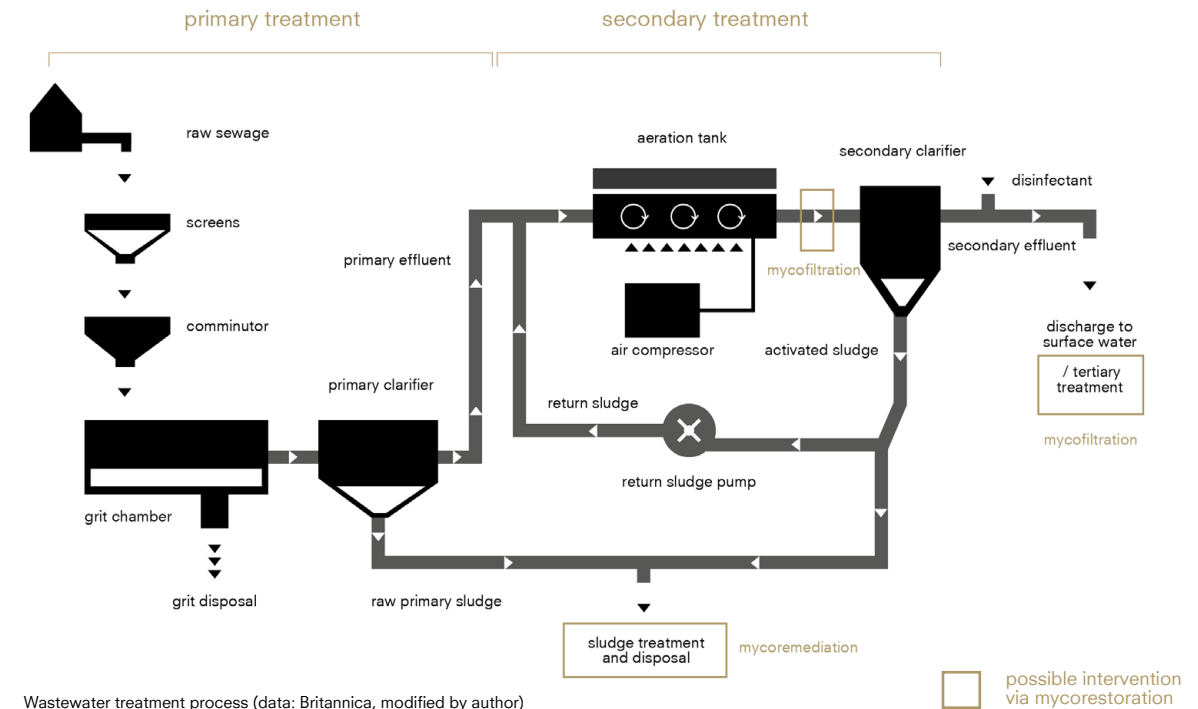 primary treatment
secondary treatment
raw sewage
screens
comminutor
grit chamber
grit disposal
primary clarifier
raw primary sludge
primary effluent
aeration tank
air compressor
mycofiltration
secondary clarifier
disinfectant
secondary effluent
activated sludge
return sludge
return sludge pump
discharge to
surface water
/ tertiary
treatment
mycofiltration
sludge treatment
and disposal
mycoremediation
possible intervention
via mycorestoration
Wastewater treatment process (data: Britannica, modified by author)